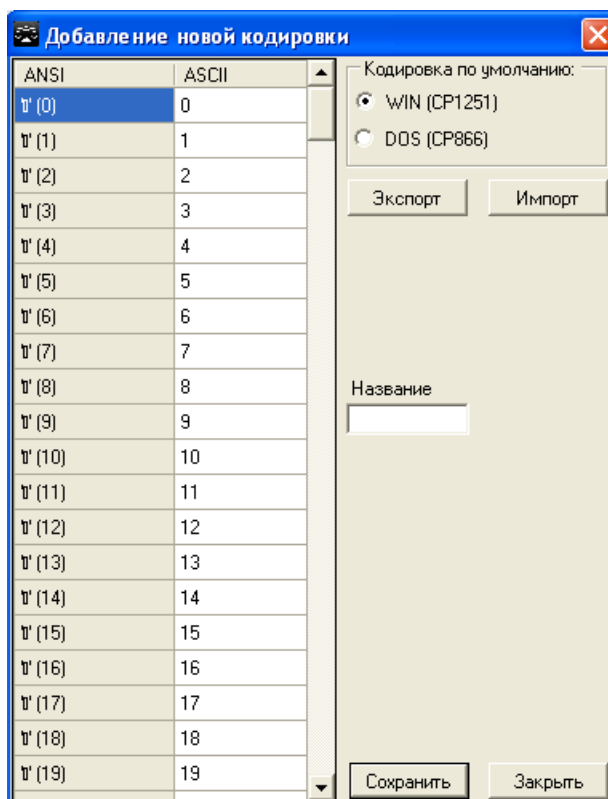 Добавление новой кодировки
ANSI ASCII
'ⁿ' (0) 0
'ⁿ' (1) 1
'ⁿ' (2) 2
'ⁿ' (3) 3
'ⁿ' (4) 4
'ⁿ' (5) 5
'ⁿ' (6) 6
'ⁿ' (7) 7
'ⁿ' (8) 8
'ⁿ' (9) 9
'ⁿ' (10) 10
'ⁿ' (11) 11
'ⁿ' (12) 12
'ⁿ' (13) 13
'ⁿ' (14) 14
'ⁿ' (15) 15
'ⁿ' (16) 16
'ⁿ' (17) 17
'ⁿ' (18) 18
'ⁿ' (19) 19
Кодировка по умолчанию:
WIN (CP1251)
DOS (CP866)
Экспорт Импорт
Название
Сохранить Закрыть